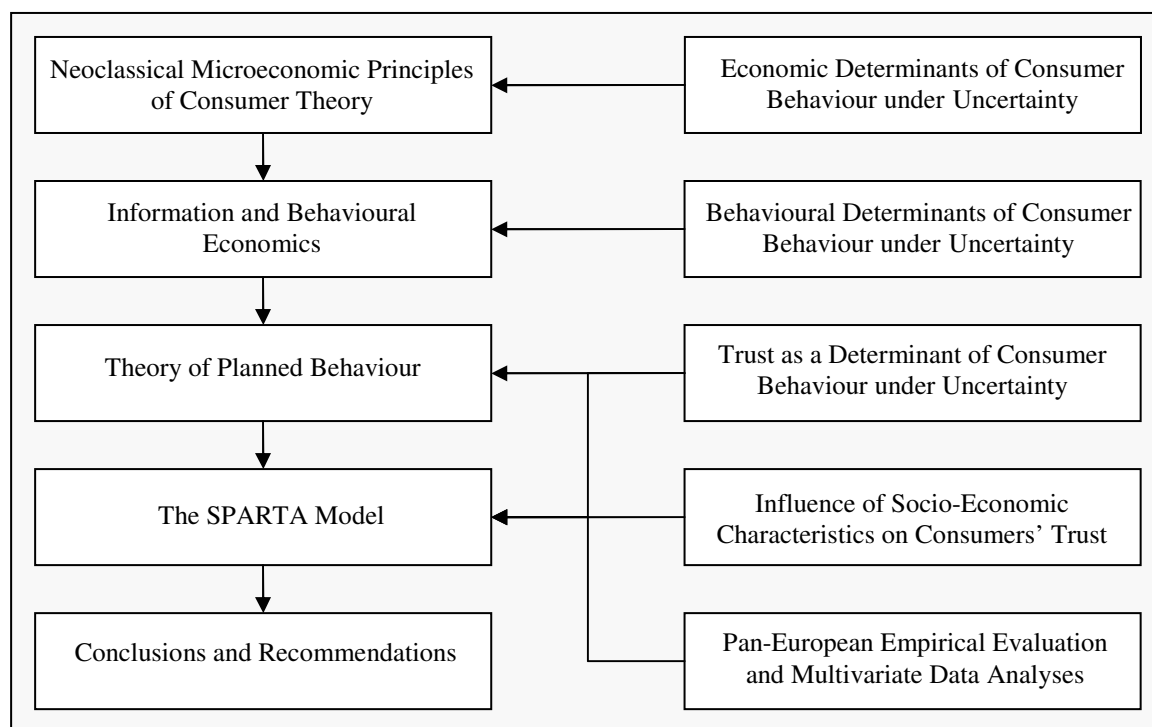 Neoclassical Microeconomic Principles
of Consumer Theory
Economic Determinants of Consumer
Behaviour under Uncertainty
Information and Behavioural
Economics
Behavioural Determinants of Consumer
Behaviour under Uncertainty
Theory of Planned Behaviour
Trust as a Determinant of Consumer
Behaviour under Uncertainty
The SPARTA Model
Influence of Socio-Economic
Characteristics on Consumers’ Trust
Conclusions and Recommendations
Pan-European Empirical Evaluation
and Multivariate Data Analyses